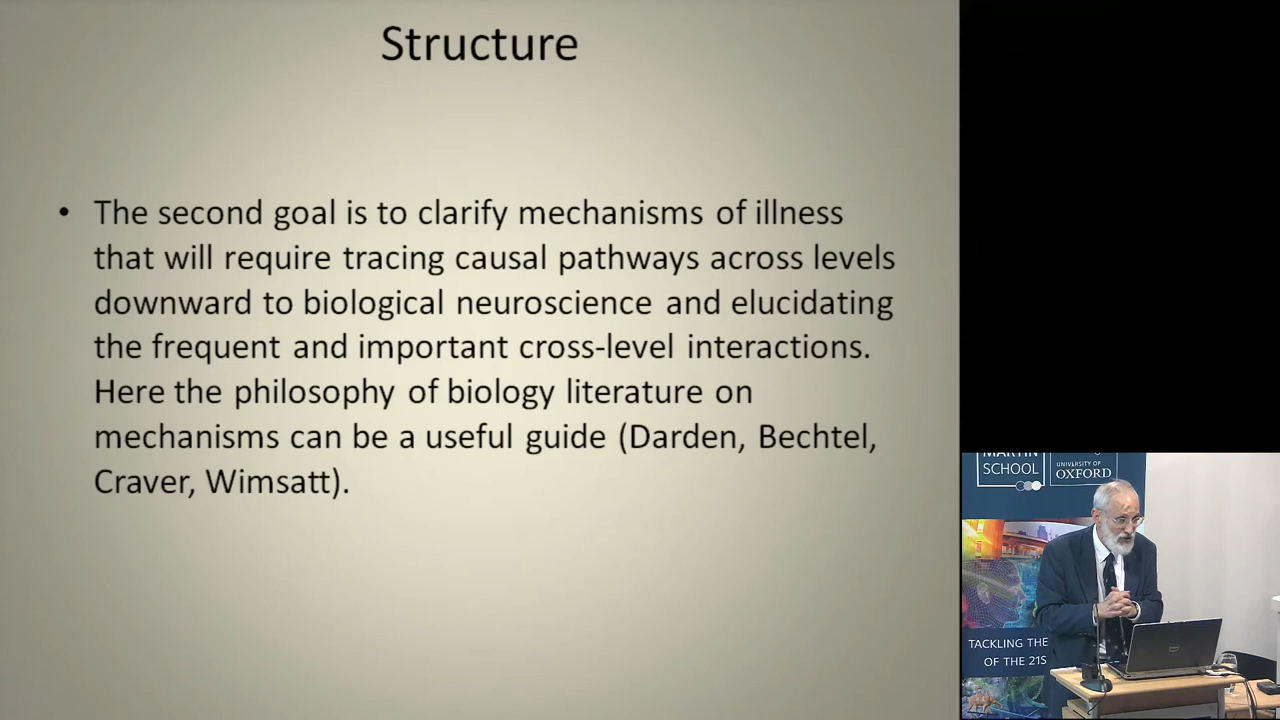 Structure
• The second goal is to clarify mechanisms of illness
that will require tracing causal pathways across levels
downward to biological neuroscience and elucidating
the frequent and important cross-level interactions.
Here the philosophy of biology literature on
mechanisms can be a useful guide (Darden, Bechtel,
Craver, Wimsatt).
MARTIN
SCHOOL
UNIVERSITY OF
OXFORD
TACKLING THE
OF THE 21S